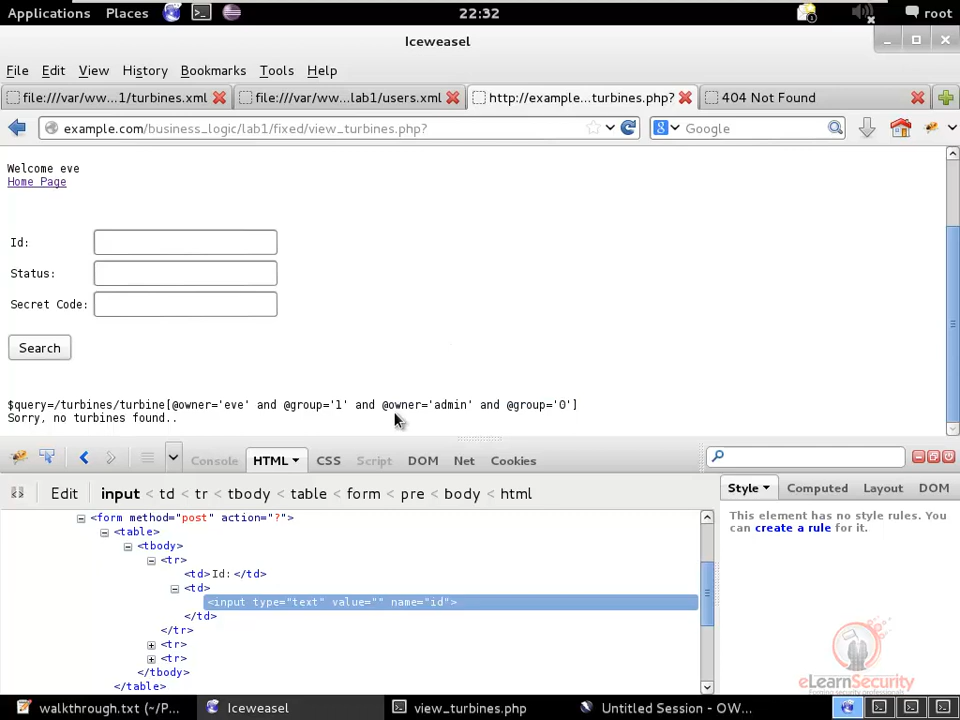 Applications Places 22:32 root
Iceweasel
File Edit View History Bookmarks Tools Help
file:///var/ww...1/turbines.xml file:///var/ww...lab1/users.xml http://example...turbines.php? 404 Not Found
example.com/business_logic/lab1/fixed/view_turbines.php? Google
Welcome eve
Home Page
Id:
Status:
Secret Code:
Search
$query=/turbines/turbine[@owner='eve' and @group='1' and @owner='admin' and @group='0']
Sorry, no turbines found..
Console HTML CSS Script DOM Net Cookies
Edit input < td < tr < tbody < table < form < pre < body < html
Style Computed Layout DOM
<form method="post" action="?">
<table>
<tbody>
<tr>
<td>Id:</td>
<td>
<input type="text" value="" name="id">
</td>
</tr>
<tr>
<tr>
</tbody>
</table>
This element has no style rules. You
can create a rule for it.
eLearnSecurity
Forging security professionals
walkthrough.txt (~/P... Iceweasel view_turbines.php Untitled Session - OW...